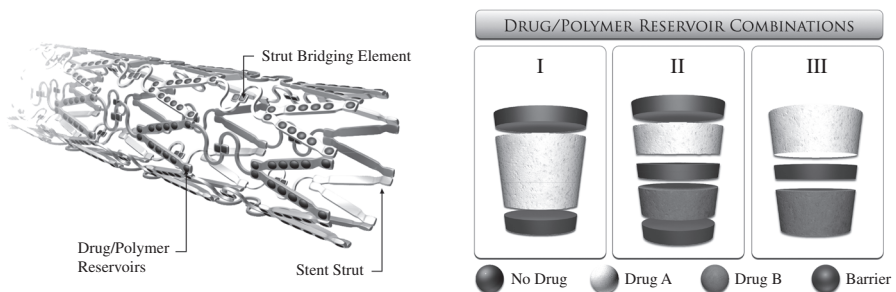 Strut Bridging Element
Drug/Polymer
Reservoirs
Stent Strut
DRUG/POLYMER RESERVOIR COMBINATIONS
I
II
III
No Drug
Drug A
Drug B
Barrier